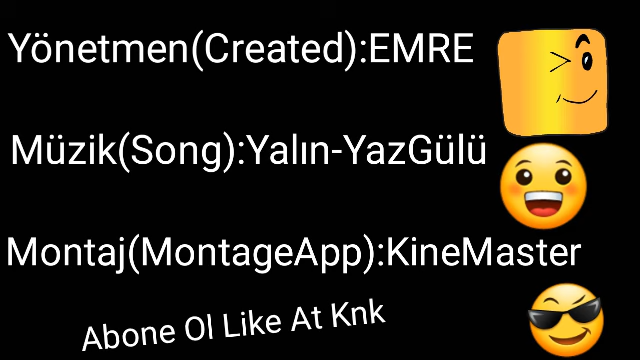 Yönetmen(Created):EMRE
Müzik(Song):Yalın-YazGülü
Montaj(MontageApp):KineMaster
Abone Ol Like At Knk